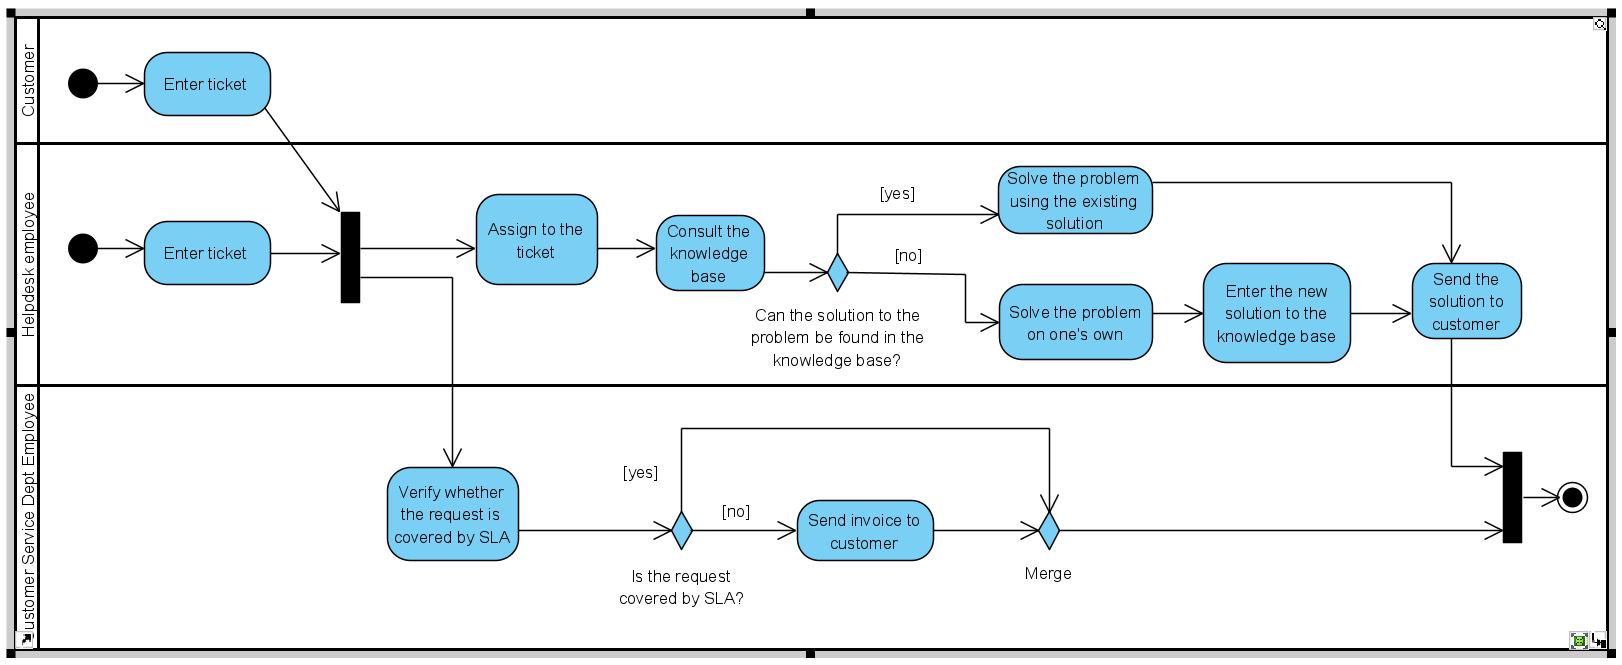 Customer
Enter ticket
Helpdesk employee
Enter ticket
Assign to the
ticket
Consult the
knowledge
base
[yes]
[no]
Can the solution to the
problem be found in the
knowledge base?
Solve the problem
using the existing
solution
Solve the problem
on one's own
Enter the new
solution to the
knowledge base
Send the
solution to
customer
Customer Service Dept Employee
Verify whether
the request is
covered by SLA
[yes]
[no]
Is the request
covered by SLA?
Send invoice to
customer
Merge